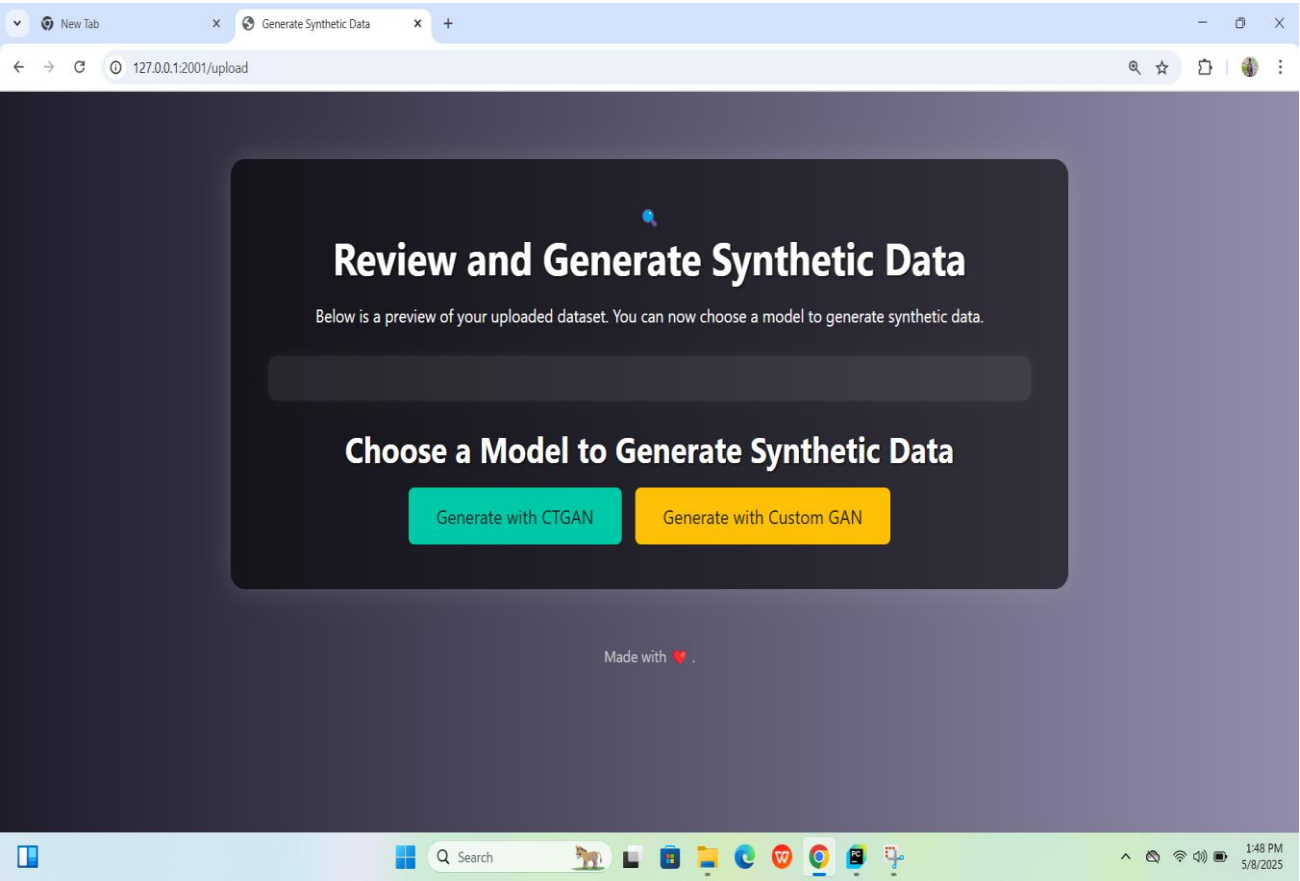 New Tab
Generate Synthetic Data
127.0.0.1:2001/upload
Review and Generate Synthetic Data
Below is a preview of your uploaded dataset. You can now choose a model to generate synthetic data.
Choose a Model to Generate Synthetic Data
Generate with CTGAN
Generate with Custom GAN
Made with ❤️ .
Search
PC
1:48 PM
5/8/2025